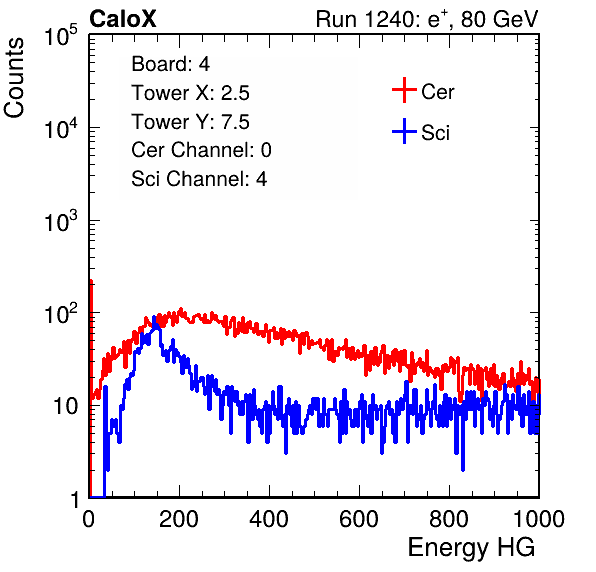 CaloX Run 1240: e⁺, 80 GeV
Board: 4
Tower X: 2.5
Tower Y: 7.5
Cer Channel: 0
Sci Channel: 4
Cer
Sci
Counts
10⁵
10⁴
10³
10²
10
1
0 200 400 600 800 1000
Energy HG